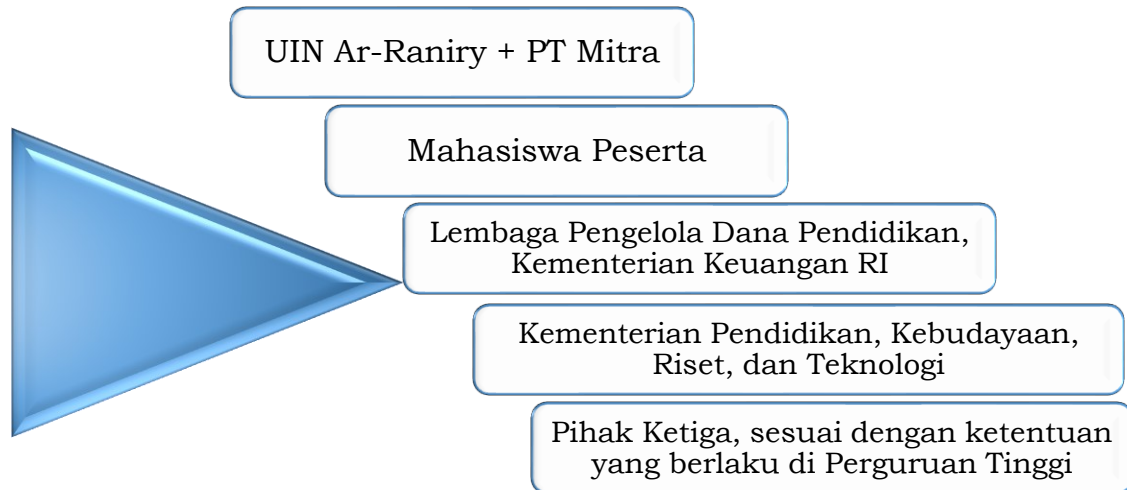 UIN Ar-Raniry + PT Mitra
Mahasiswa Peserta
Lembaga Pengelola Dana Pendidikan,
Kementerian Keuangan RI
Kementerian Pendidikan, Kebudayaan,
Riset, dan Teknologi
Pihak Ketiga, sesuai dengan ketentuan
yang berlaku di Perguruan Tinggi